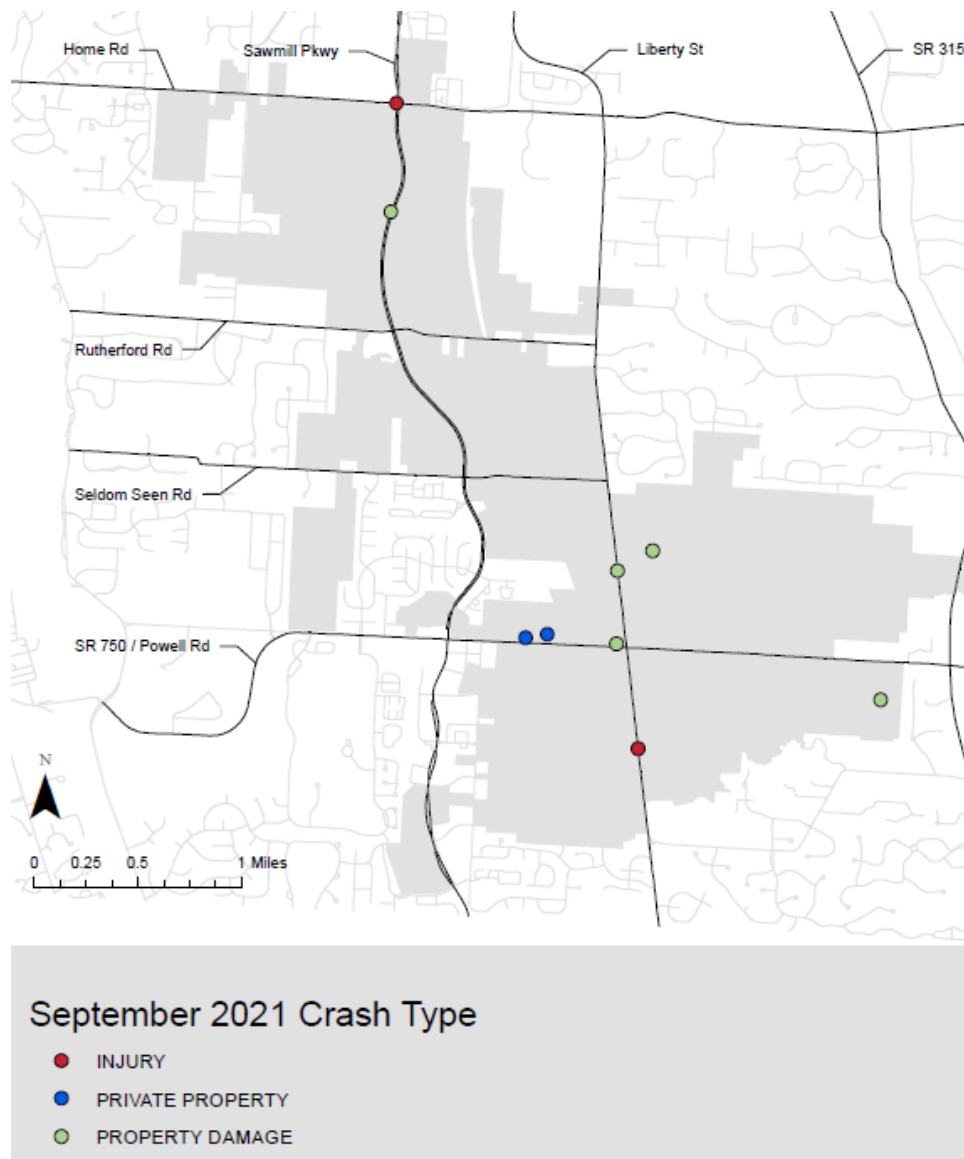 Home Rd
Sawmill Pkwy
Liberty St
SR 315
Rutherford Rd
Seldom Seen Rd
SR 750 / Powell Rd
N
0 0.25 0.5 1 Miles
September 2021 Crash Type
INJURY
PRIVATE PROPERTY
PROPERTY DAMAGE